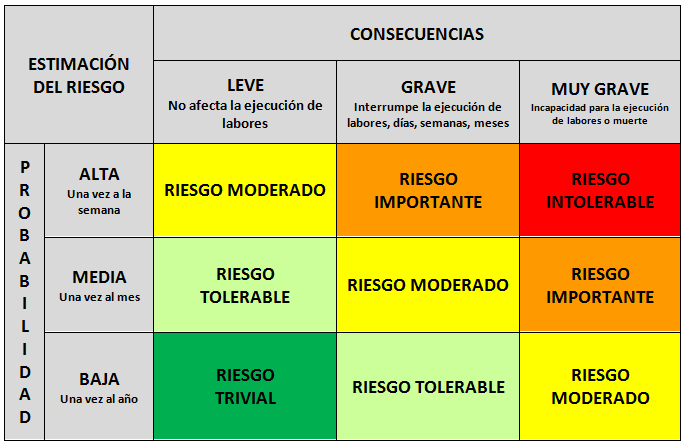 ESTIMACIÓN
DEL RIESGO
CONSECUENCIAS
LEVE
No afecta la ejecución de
labores
GRAVE
Interrumpe la ejecución de
labores, días, semanas, meses
MUY GRAVE
Incapacidad para la ejecución
de labores o muerte
PROBABILIDAD
ALTA
Una vez a la
semana
RIESGO MODERADO
RIESGO
IMPORTANTE
RIESGO
INTOLERABLE
MEDIA
Una vez al mes
RIESGO
TOLERABLE
RIESGO MODERADO
RIESGO
IMPORTANTE
BAJA
Una vez al año
RIESGO
TRIVIAL
RIESGO TOLERABLE
RIESGO
MODERADO